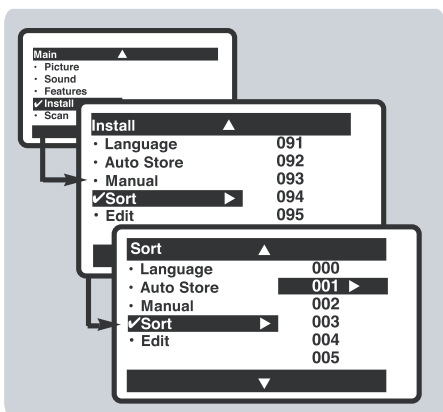 Main ▲
• Picture
• Sound
• Features
✔ Install
• Scan
Install ▲
• Language 091
• Auto Store 092
• Manual 093
✔Sort ▶ 094
• Edit 095
Sort ▲
• Language 000
• Auto Store 001 ▶
• Manual 002
✔Sort ▶ 003
• Edit 004
005
▼